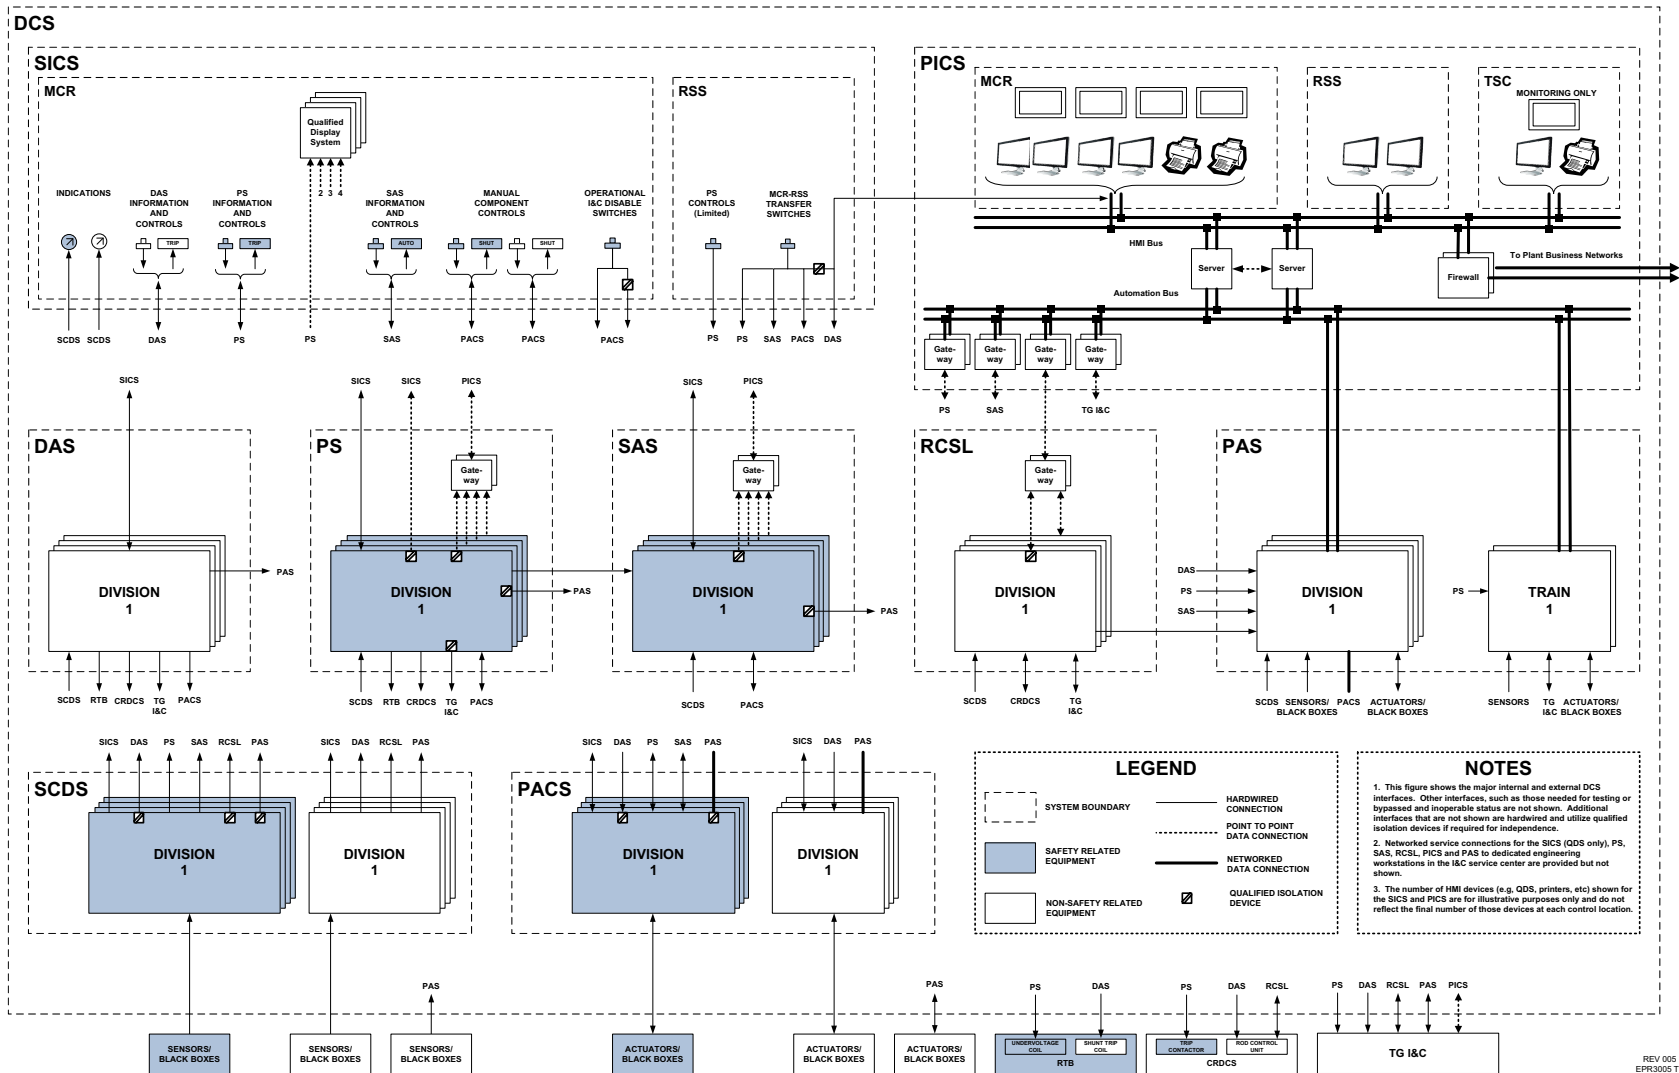 DCS
SICS
MCR
Qualified
Display
System
2 3 4
INDICATIONS
DAS
INFORMATION
AND
CONTROLS
TRIP
PS
INFORMATION
AND
CONTROLS
TRIP
SAS
INFORMATION
AND
CONTROLS
AUTO
MANUAL
COMPONENT
CONTROLS
SHUT
SHUT
OPERATIONAL
I&C DISABLE
SWITCHES
RSS
PS
CONTROLS
(Limited)
MCR-RSS
TRANSFER
SWITCHES
SCDS SCDS DAS PS PS SAS PACS PACS PACS PS PS SAS PACS DAS
PICS
MCR
RSS
TSC
MONITORING ONLY
HMI Bus
Server
Server
Firewall
To Plant Business Networks
Automation Bus
Gate-
way
Gate-
way
Gate-
way
Gate-
way
PS SAS TG I&C
SICS
DAS
DIVISION
1
PAS
SCDS RTB CRDCS TG
I&C
PACS
SICS SICS PICS
PS
Gate-
way
DIVISION
1
PAS
SCDS RTB CRDCS TG
I&C
PACS
SICS PICS
SAS
Gate-
way
DIVISION
1
PAS
SCDS PACS
RCSL
Gate-
way
DIVISION
1
SCDS CRDCS TG
I&C
PAS
DAS
PS
SAS
DIVISION
1
SCDS SENSORS/
BLACK BOXES
PACS ACTUATORS/
BLACK BOXES
PS
TRAIN
1
SENSORS TG
I&C
ACTUATORS/
BLACK BOXES
SICS DAS PS SAS RCSL PAS
SICS DAS RCSL PAS
SCDS
DIVISION
1
DIVISION
1
SICS DAS PS SAS PAS
SICS DAS PAS
PACS
DIVISION
1
DIVISION
1
LEGEND
SYSTEM BOUNDARY
SAFETY RELATED
EQUIPMENT
NON-SAFETY RELATED
EQUIPMENT
HARDWIRED
CONNECTION
POINT TO POINT
DATA CONNECTION
NETWORKED
DATA CONNECTION
QUALIFIED ISOLATION
DEVICE
NOTES
1. This figure shows the major internal and external DCS
interfaces. Other interfaces, such as those needed for testing or
bypassed and inoperable status are not shown. Additional
interfaces that are not shown are hardwired and utilize qualified
isolation devices if required for independence.
2. Networked service connections for the SICS (QDS only), PS,
SAS, RCSL, PICS and PAS to dedicated engineering
workstations in the I&C service center are provided but not
shown.
3. The number of HMI devices (e.g, QDS, printers, etc) shown for
the SICS and PICS are for illustrative purposes only and do not
reflect the final number of those devices at each control location.
SENSORS/
BLACK BOXES
SENSORS/
BLACK BOXES
PAS
SENSORS/
BLACK BOXES
ACTUATORS/
BLACK BOXES
ACTUATORS/
BLACK BOXES
PAS
ACTUATORS/
BLACK BOXES
PS DAS
UNDERVOLTAGE
COIL
SHUNT TRIP
COIL
RTB
PS DAS RCSL
TRIP
CONTACTOR
ROD CONTROL
UNIT
CRDCS
PS DAS RCSL PAS PICS
TG I&C
REV 005
EPR3005 T